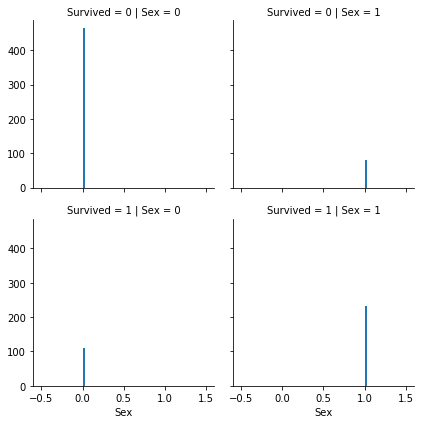 Survived = 0 | Sex = 0
Survived = 0 | Sex = 1
400
300
200
100
0
Survived = 1 | Sex = 0
Survived = 1 | Sex = 1
400
300
200
100
0
−0.5 0.0 0.5 1.0 1.5
Sex
−0.5 0.0 0.5 1.0 1.5
Sex